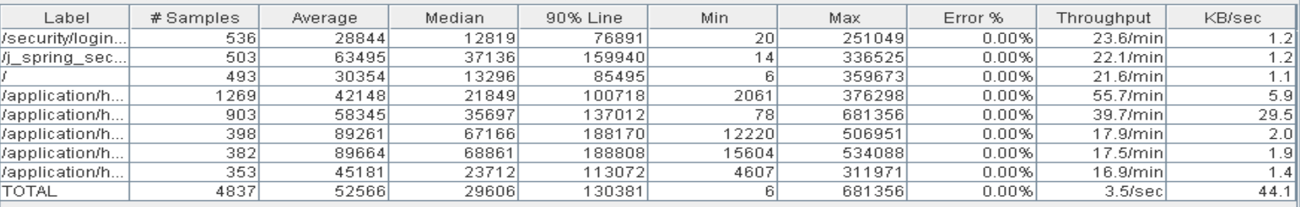 Label # Samples Average Median 90% Line Min Max Error % Throughput KB/sec
/security/login... 536 28844 12819 76891 20 251049 0.00% 23.6/min 1.2
/j_spring_sec... 503 63495 37136 159940 14 336525 0.00% 22.1/min 1.2
/ 493 30354 13296 85495 6 359673 0.00% 21.6/min 1.1
/application/h... 1269 42148 21849 100718 2061 376298 0.00% 55.7/min 5.9
/application/h... 903 58345 35697 137012 78 681356 0.00% 39.7/min 29.5
/application/h... 398 89261 67166 188170 12220 506951 0.00% 17.9/min 2.0
/application/h... 382 89664 68861 188808 15604 534088 0.00% 17.5/min 1.9
/application/h... 353 45181 23712 113072 4607 311971 0.00% 16.9/min 1.4
TOTAL 4837 52566 29606 130381 6 681356 0.00% 3.5/sec 44.1